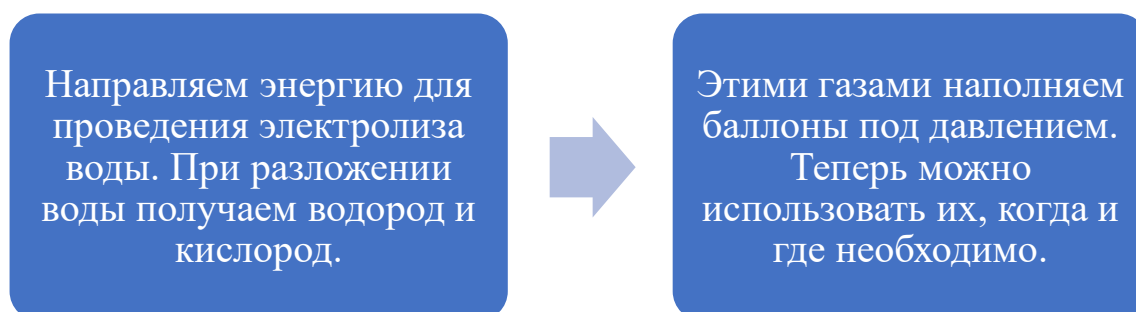 Направляем энергию для
проведения электролиза
воды. При разложении
воды получаем водород и
кислород.
Этими газами наполняем
баллоны под давлением.
Теперь можно
использовать их, когда и
где необходимо.